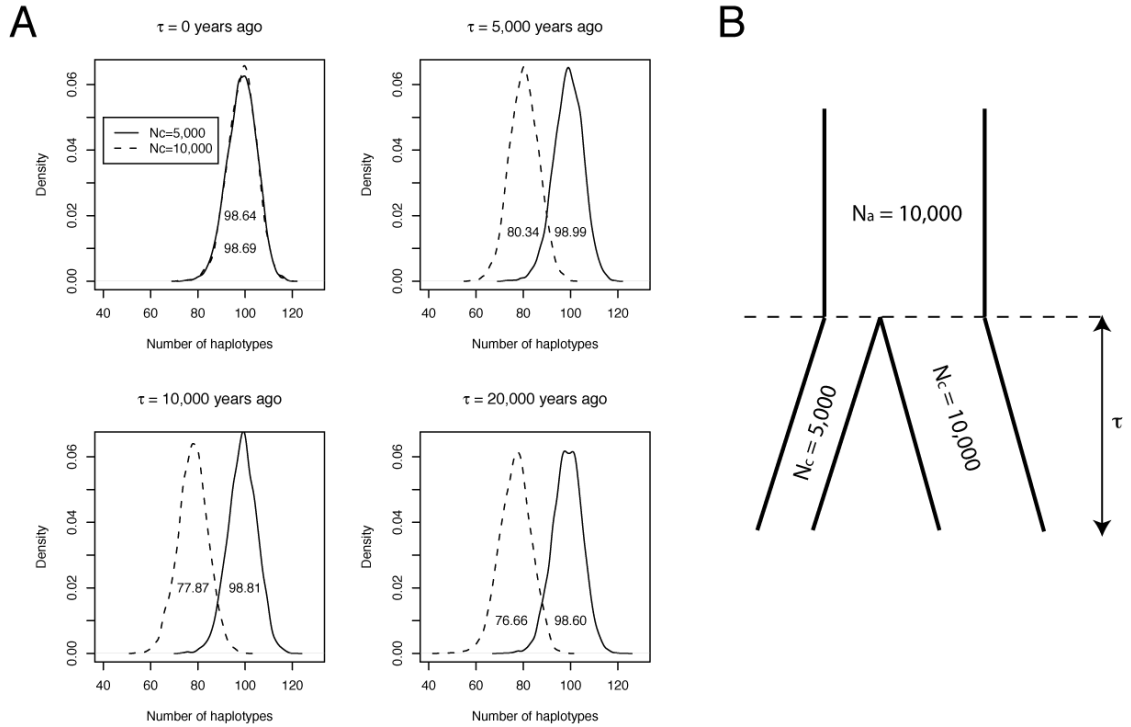 A
τ = 0 years ago
0.00 0.02 0.04 0.06
Density
Nc=5,000
Nc=10,000
98.64
98.69
40 60 80 100 120
Number of haplotypes
τ = 5,000 years ago
0.00 0.02 0.04 0.06
Density
80.34 98.99
40 60 80 100 120
Number of haplotypes
τ = 10,000 years ago
0.00 0.02 0.04 0.06
Density
77.87 98.81
40 60 80 100 120
Number of haplotypes
τ = 20,000 years ago
0.00 0.02 0.04 0.06
Density
76.66 98.60
40 60 80 100 120
Number of haplotypes
B
Na = 10,000
Nc = 5,000
Nc = 10,000
τ